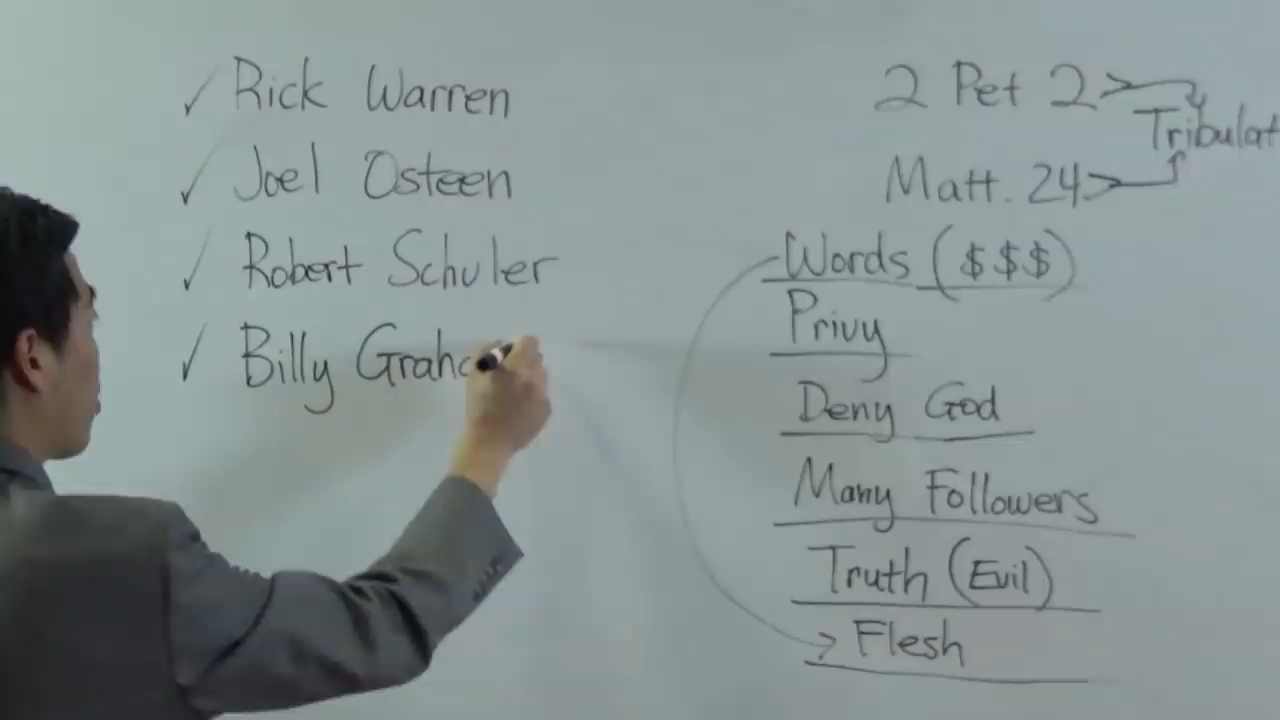 ✓ Rick Warren
✓ Joel Osteen
✓ Robert Schuler
✓ Billy Graha
2 Pet 2
Tribulat
Matt. 24
Words ($$$)
Privy
Deny God
Many Followers
Truth (Evil)
Flesh